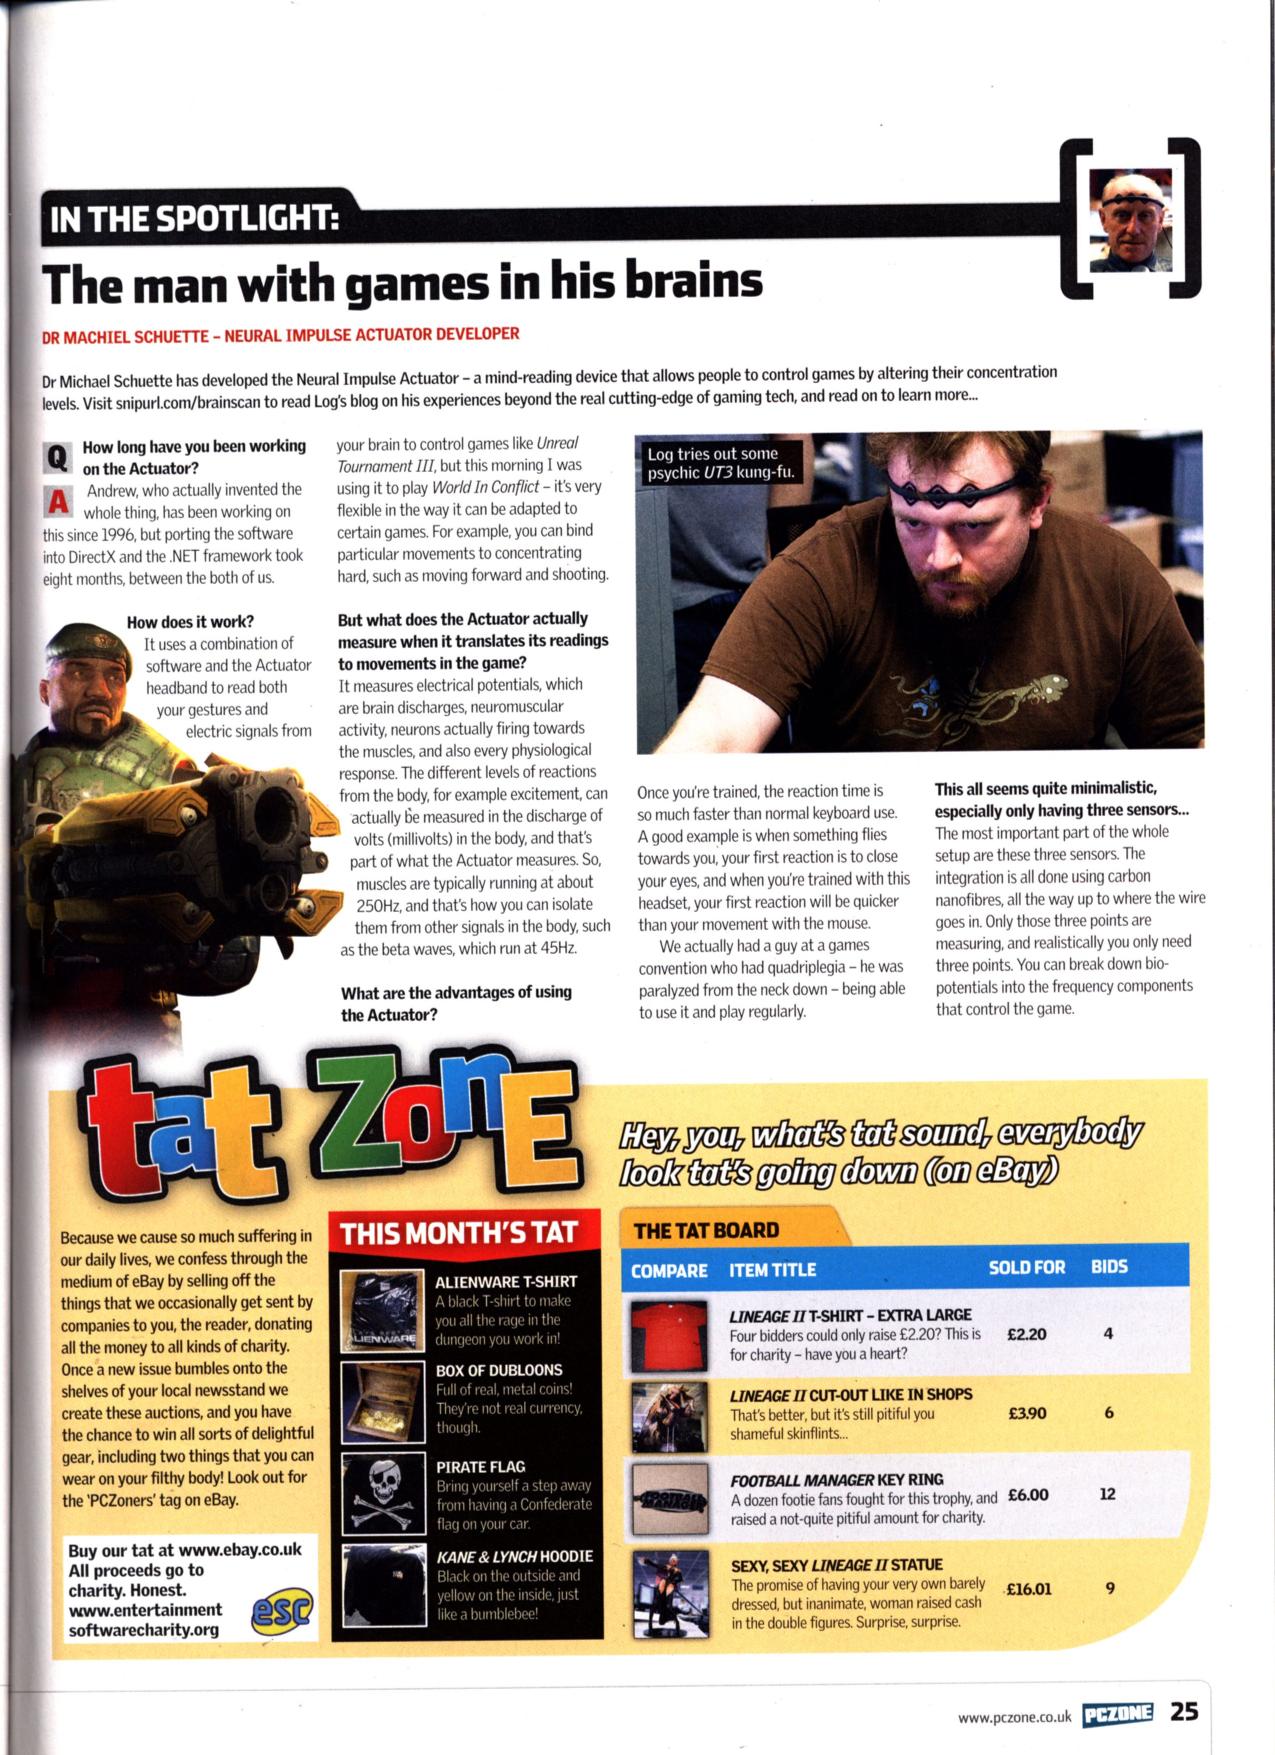 IN THE SPOTLIGHT:
The man with games in his brains
DR MACHIEL SCHUETTE – NEURAL IMPULSE ACTUATOR DEVELOPER
Dr Michael Schuette has developed the Neural Impulse Actuator – a mind-reading device that allows people to control games by altering their concentration
levels. Visit snipurl.com/brainscan to read Log's blog on his experiences beyond the real cutting-edge of gaming tech, and read on to learn more...
Q How long have you been working
on the Actuator?
A Andrew, who actually invented the
whole thing, has been working on
this since 1996, but porting the software
into DirectX and the .NET framework took
eight months, between the both of us.
How does it work?
It uses a combination of
software and the Actuator
headband to read both
your gestures and
electric signals from
your brain to control games like Unreal
Tournament III, but this morning I was
using it to play World In Conflict – it's very
flexible in the way it can be adapted to
certain games. For example, you can bind
particular movements to concentrating
hard, such as moving forward and shooting.
But what does the Actuator actually
measure when it translates its readings
to movements in the game?
It measures electrical potentials, which
are brain discharges, neuromuscular
activity, neurons actually firing towards
the muscles, and also every physiological
response. The different levels of reactions
from the body, for example excitement, can
actually be measured in the discharge of
volts (millivolts) in the body, and that's
part of what the Actuator measures. So,
muscles are typically running at about
250Hz, and that's how you can isolate
them from other signals in the body, such
as the beta waves, which run at 45Hz.
What are the advantages of using
the Actuator?
Log tries out some
psychic UT3 kung-fu.
Once you're trained, the reaction time is
so much faster than normal keyboard use.
A good example is when something flies
towards you, your first reaction is to close
your eyes, and when you're trained with this
headset, your first reaction will be quicker
than your movement with the mouse.
We actually had a guy at a games
convention who had quadriplegia – he was
paralyzed from the neck down – being able
to use it and play regularly.
This all seems quite minimalistic,
especially only having three sensors...
The most important part of the whole
setup are these three sensors. The
integration is all done using carbon
nanofibres, all the way up to where the wire
goes in. Only those three points are
measuring, and realistically you only need
three points. You can break down bio-
potentials into the frequency components
that control the game.
tat ZonE
Hey, you, what's tat sound, everybody
look tat's going down (on eBay)
Because we cause so much suffering in
our daily lives, we confess through the
medium of eBay by selling off the
things that we occasionally get sent by
companies to you, the reader, donating
all the money to all kinds of charity.
Once a new issue bumbles onto the
shelves of your local newsstand we
create these auctions, and you have
the chance to win all sorts of delightful
gear, including two things that you can
wear on your filthy body! Look out for
the 'PCZoners' tag on eBay.
Buy our tat at www.ebay.co.uk
All proceeds go to
charity. Honest.
www.entertainment
softwarecharity.org
esc
THIS MONTH'S TAT
ALIENWARE
ALIENWARE T-SHIRT
A black T-shirt to make
you all the rage in the
dungeon you work in!
BOX OF DUBLOONS
Full of real, metal coins!
They're not real currency,
though.
PIRATE FLAG
Bring yourself a step away
from having a Confederate
flag on your car.
KANE & LYNCH HOODIE
Black on the outside and
yellow on the inside, just
like a bumblebee!
THE TAT BOARD
COMPARE ITEM TITLE SOLD FOR BIDS
LINEAGE II T-SHIRT – EXTRA LARGE
Four bidders could only raise £2.20? This is £2.20 4
for charity – have you a heart?
LINEAGE II CUT-OUT LIKE IN SHOPS
That's better, but it's still pitiful you £3.90 6
shameful skinflints...
FOOTBALL MANAGER
FOOTBALL MANAGER KEY RING
A dozen footie fans fought for this trophy, and £6.00 12
raised a not-quite pitiful amount for charity.
SEXY, SEXY LINEAGE II STATUE
The promise of having your very own barely £16.01 9
dressed, but inanimate, woman raised cash
in the double figures. Surprise, surprise.
www.pczone.co.uk PCZONE 25